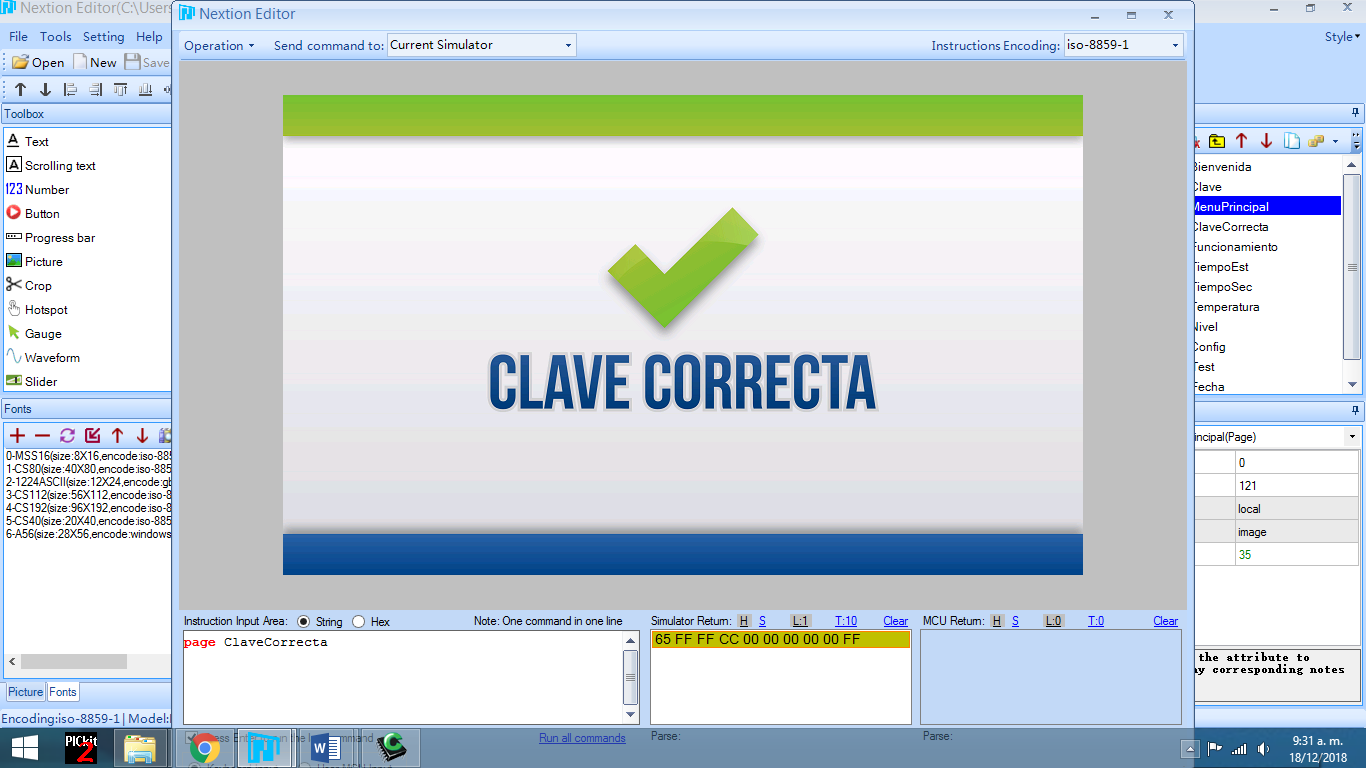 Nextion Editor(C:\Users
Nextion Editor
File Tools Setting Help
Operation
Send command to: Current Simulator
Instructions Encoding: iso-8859-1
Style
Open New Save
Toolbox
Text
Scrolling text
Number
Button
Progress bar
Picture
Crop
Hotspot
Gauge
Waveform
Slider
Fonts
0-MSS16(size:8X16,encode:iso-885
1-CS80(size:40X80,encode:iso-885
2-1224ASCII(size:12X24,encode:gb
3-CS112(size:56X112,encode:iso-8
4-CS192(size:96X192,encode:iso-8
5-CS40(size:20X40,encode:iso-885
6-A56(size:28X56,encode:windows
Picture Fonts
Encoding:iso-8859-1| Model:
CLAVE CORRECTA
Bienvenida
Clave
MenuPrincipal
ClaveCorrecta
Funcionamiento
TiempoEst
TiempoSec
Temperatura
Nivel
Config
Test
Fecha
ncipal(Page)
0
121
local
image
35
the attribute to
corresponding notes
Instruction Input Area: String Hex
Note: One command in one line
page ClaveCorrecta
Run all commands
Simulator Return: H S L:1 T:10 Clear
65 FF FF CC 00 00 00 00 00 FF
Parse:
MCU Return: H S L:0 T:0 Clear
Parse:
PICkit
2
9:31 a. m.
18/12/2018